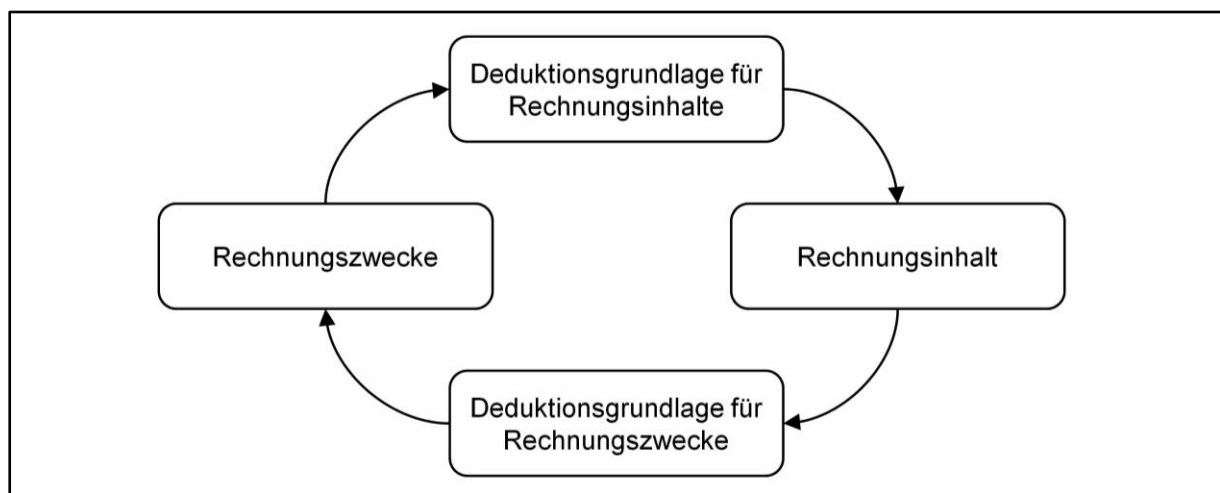 Deduktionsgrundlage für
Rechnungsinhalte
Rechnungszwecke
Rechnungsinhalt
Deduktionsgrundlage für
Rechnungszwecke